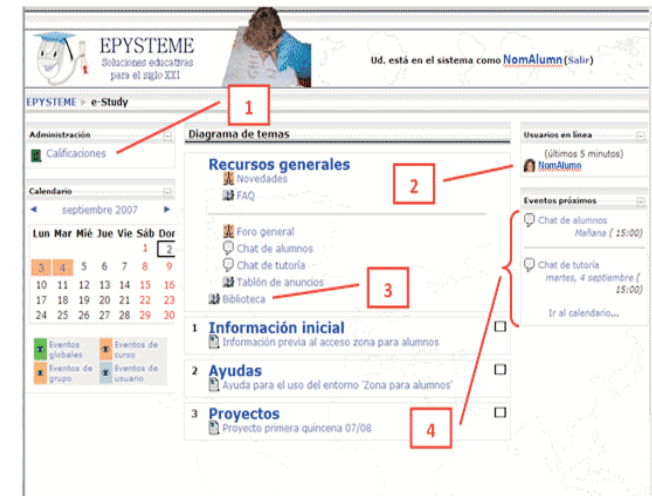 EPYSTEME
Soluciones educativas
para el siglo XXI
Ud. está en el sistema como NomAlumn (Salir)
EPYSTEME ► e-Study
1
Administración
Calificaciones
Calendario
septiembre 2007
Lun Mar Mié Jue Vie Sáb Dom
1 2
3 4 5 6 7 8 9
10 11 12 13 14 15 16
17 18 19 20 21 22 23
24 25 26 27 28 29 30
Eventos globales
Eventos de curso
Eventos de grupo
Eventos de usuario
Diagrama de temas
Recursos generales
Novedades
FAQ
2
Foro general
Chat de alumnos
Chat de tutoría
Tablón de anuncios
Biblioteca
3
1 Información inicial
Información previa al acceso zona para alumnos
2 Ayudas
Ayuda para el uso del entorno 'Zona para alumnos'
3 Proyectos
Proyecto primera quincena 07/08
4
Usuarios en línea
(últimos 5 minutos)
NomAlumn
Eventos próximos
Chat de alumnos
Mañana ( 15:00)
Chat de tutoría
martes, 4 septiembre (
15:00)
Ir al calendario...